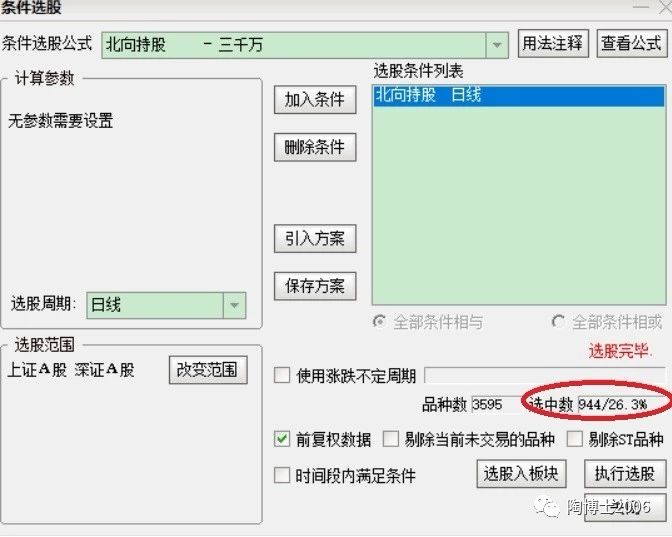 条件选股
条件选股公式 北向持股 - 三千万 用法注释 查看公式
计算参数
无参数需要设置
选股周期: 日线
加入条件
删除条件
引入方案
保存方案
选股条件列表
北向持股 日线
全部条件相与 全部条件相或
选股完毕.
选股范围
上证A股 深证A股 改变范围
使用涨跌不定周期
品种数 3595 选中数 944/26.3%
前复权数据 剔除当前未交易的品种 剔除ST品种
时间段内满足条件 选股入板块 执行选股
陶博士2006